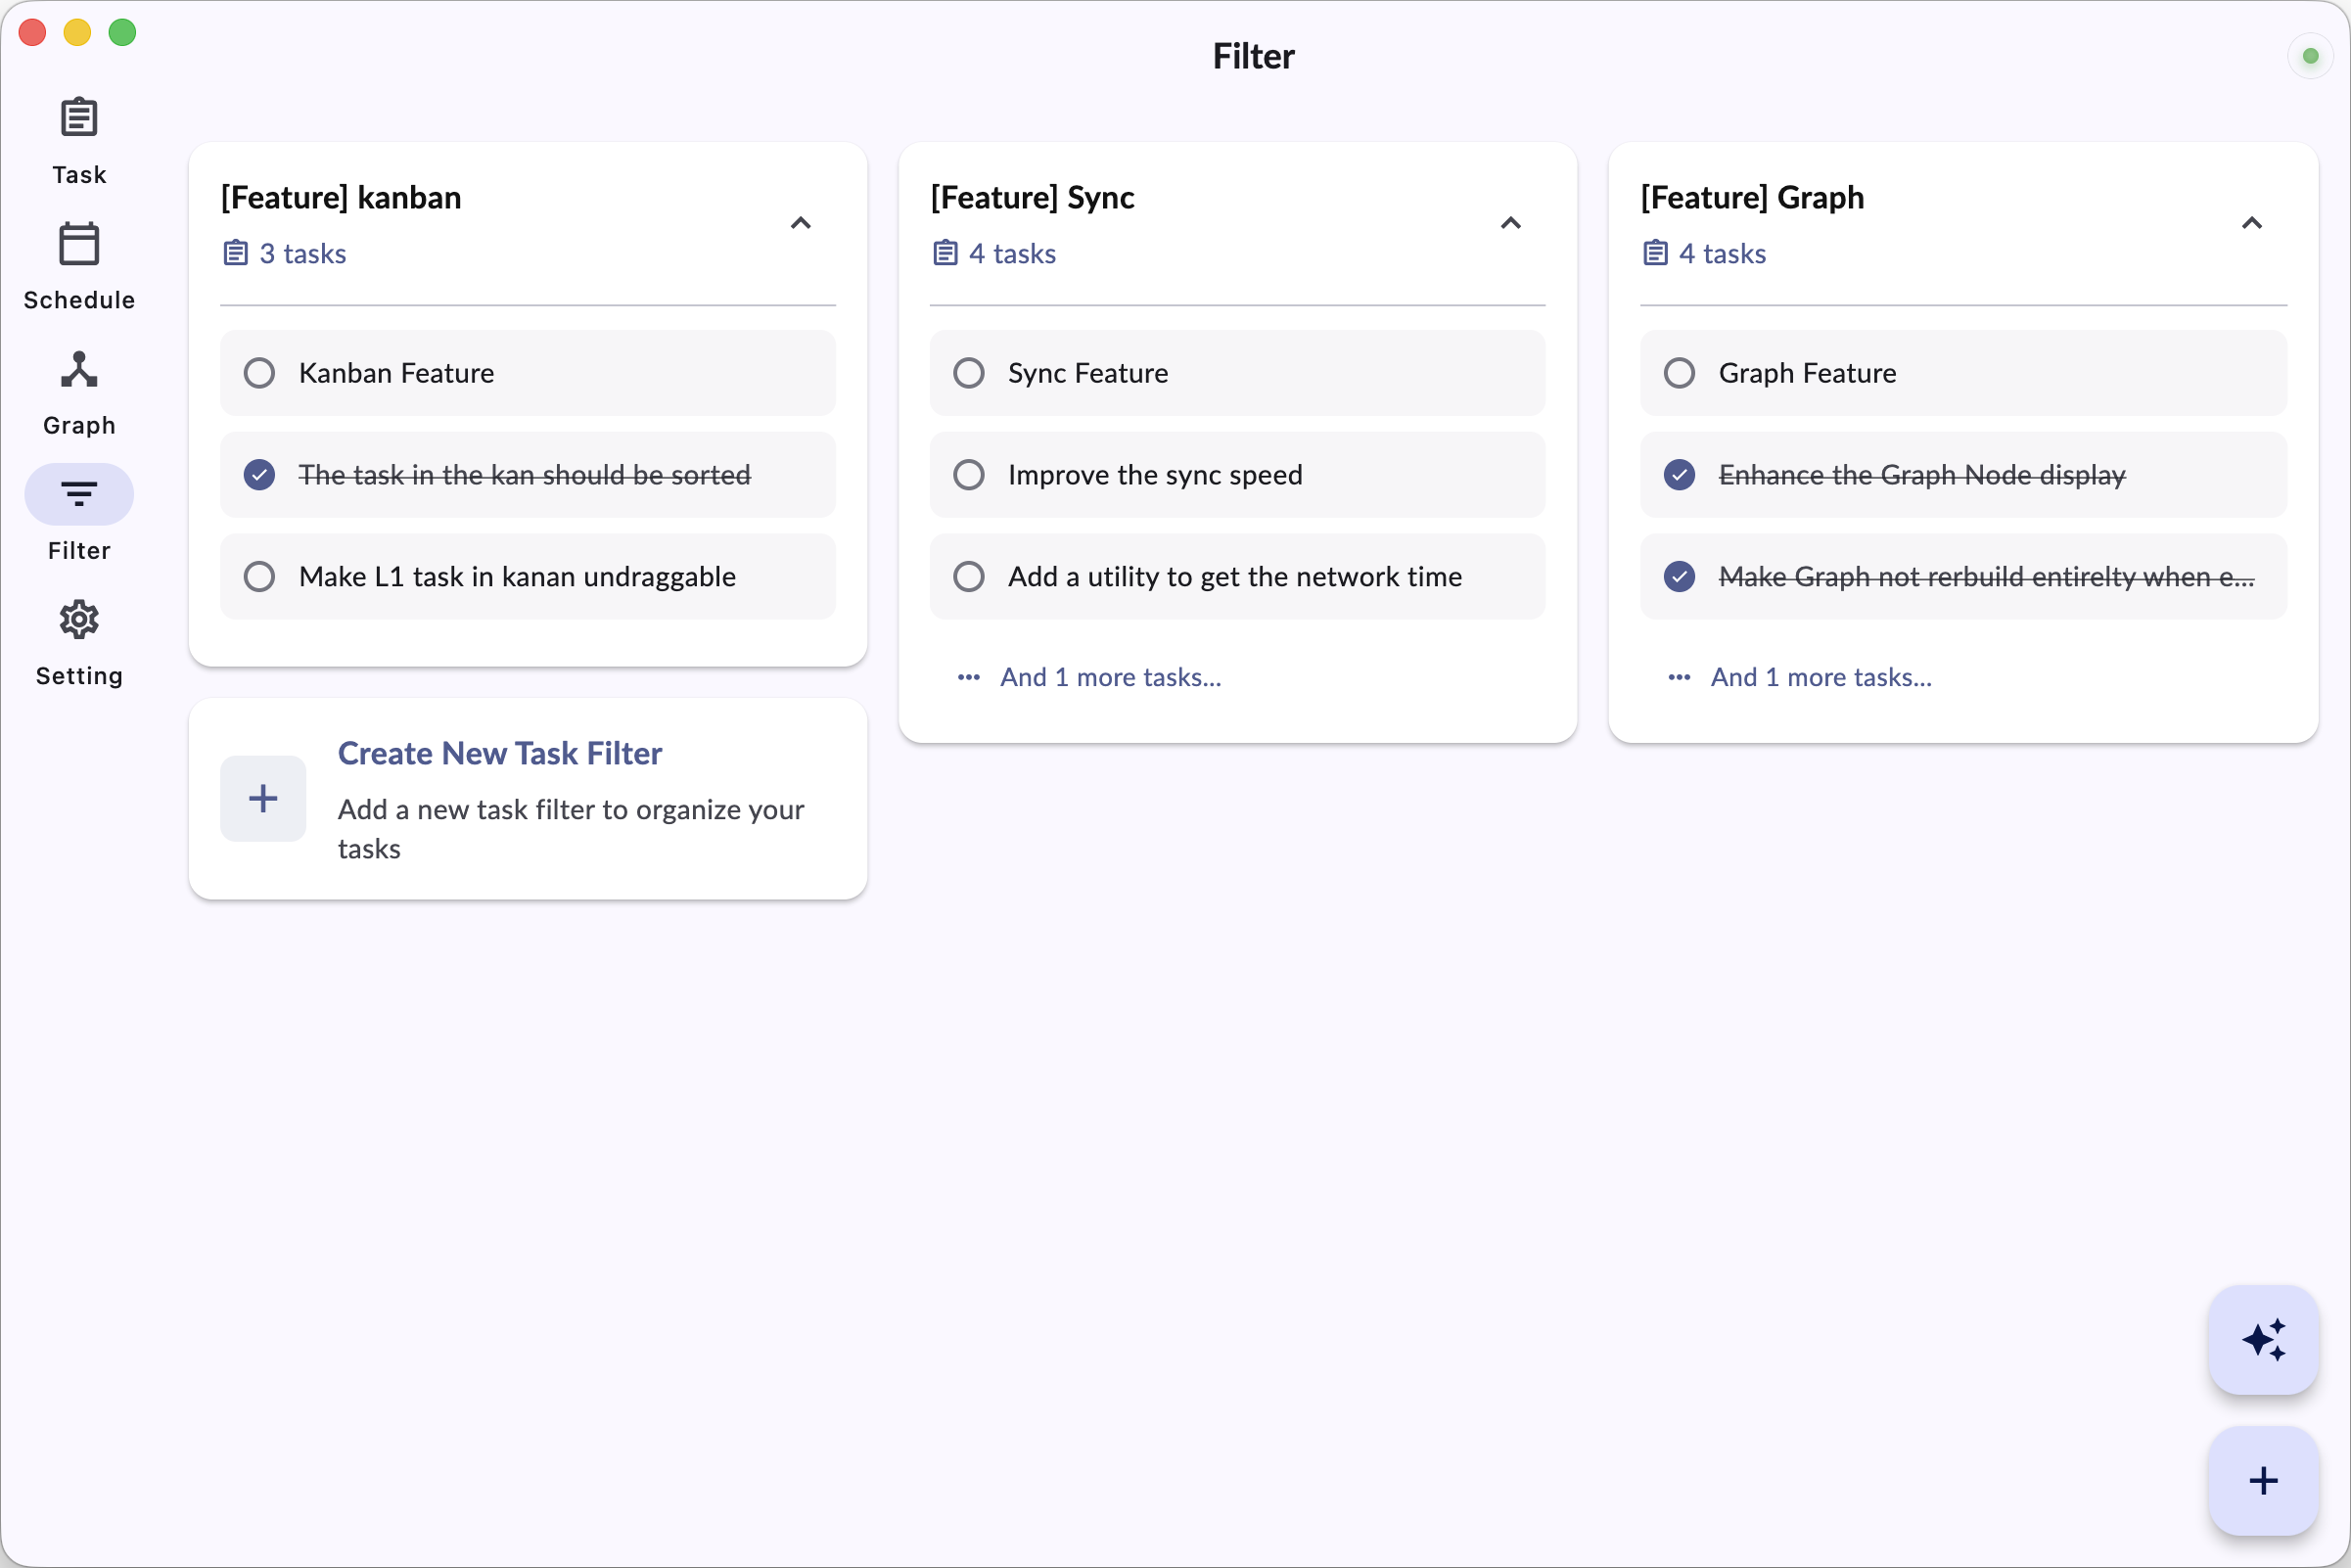 Filter
Task
Schedule
Graph
Filter
Setting
[Feature] kanban
3 tasks
Kanban Feature
The task in the kan should be sorted
Make L1 task in kanan undraggable
Create New Task Filter
Add a new task filter to organize your
tasks
[Feature] Sync
4 tasks
Sync Feature
Improve the sync speed
Add a utility to get the network time
And 1 more tasks...
[Feature] Graph
4 tasks
Graph Feature
Enhance the Graph Node display
Make Graph not rerbuild entirelty when e...
And 1 more tasks...